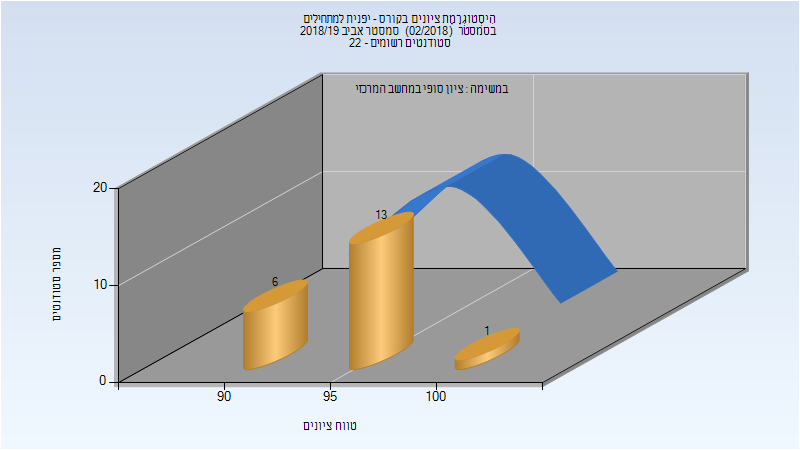 היסטוגרמת ציונים בקורס - יפנית למתחילים
בסמסטר (02/2018) סמסטר אביב 2018/19
סטודנטים רשומים - 22
במשימה : ציון סופי במחשב המרכזי
20
10
0
13
6
1
90
95
100
מספר סטודנטים
טווח ציונים